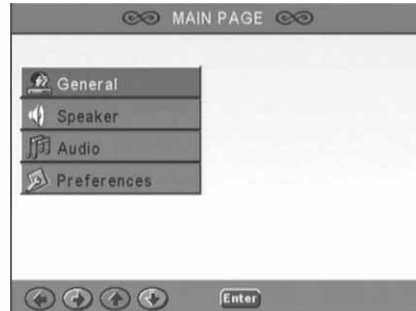 MAIN PAGE
General
Speaker
Audio
Preferences
Enter